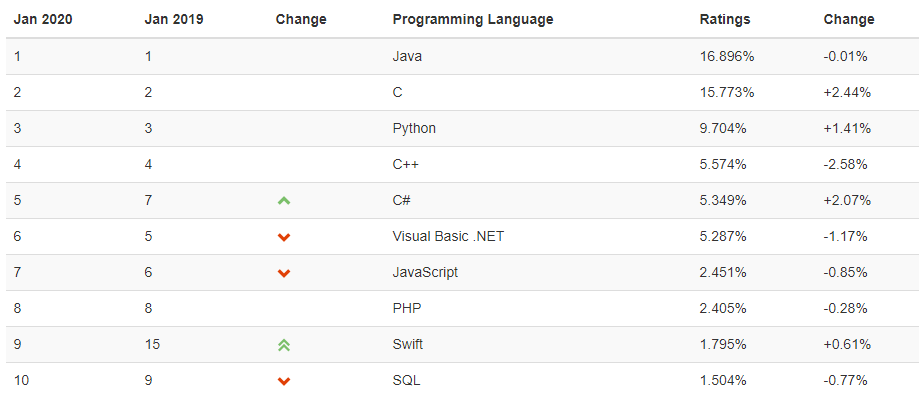 Jan 2020 Jan 2019 Change Programming Language Ratings Change
1 1 Java 16.896% -0.01%
2 2 C 15.773% +2.44%
3 3 Python 9.704% +1.41%
4 4 C++ 5.574% -2.58%
5 7 C# 5.349% +2.07%
6 5 Visual Basic .NET 5.287% -1.17%
7 6 JavaScript 2.451% -0.85%
8 8 PHP 2.405% -0.28%
9 15 Swift 1.795% +0.61%
10 9 SQL 1.504% -0.77%